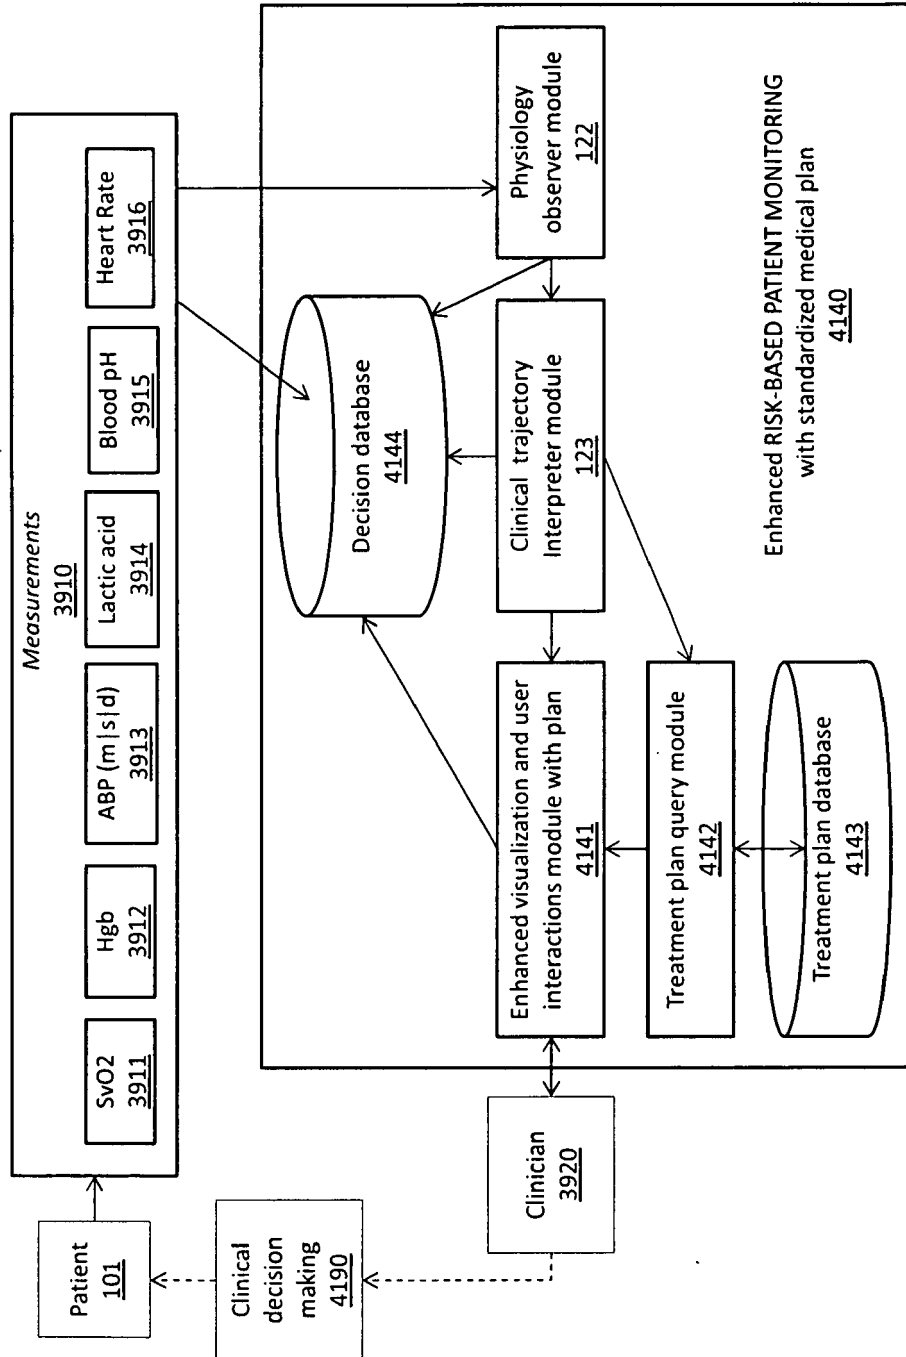 Patient
101
Measurements
3910
SvO2
3911
Hgb
3912
ABP (m|s|d)
3913
Lactic acid
3914
Blood pH
3915
Heart Rate
3916
Clinical
decision
making
4190
Clinician
3920
Decision database
4144
Enhanced visualization and user
interactions module with plan
4141
Clinical trajectory
Interpreter module
123
Physiology
observer module
122
Treatment plan query module
4142
Treatment plan database
4143
Enhanced RISK-BASED PATIENT MONITORING
with standardized medical plan
4140